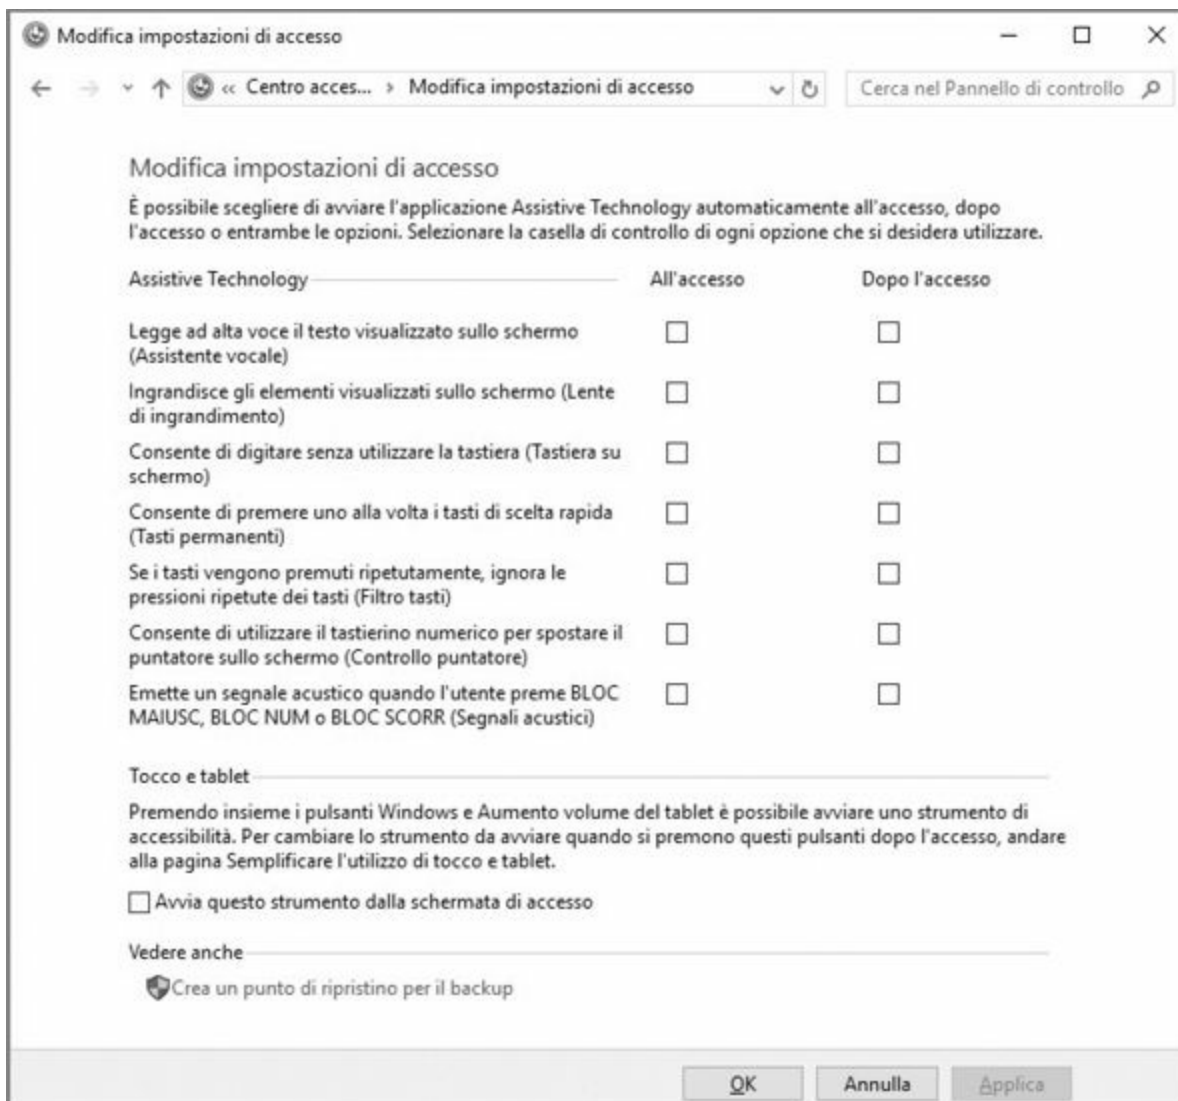 Modifica impostazioni di accesso
« Centro acces... › Modifica impostazioni di accesso Cerca nel Pannello di controllo
Modifica impostazioni di accesso
È possibile scegliere di avviare l'applicazione Assistive Technology automaticamente all'accesso, dopo
l'accesso o entrambe le opzioni. Selezionare la casella di controllo di ogni opzione che si desidera utilizzare.
Assistive Technology All'accesso Dopo l'accesso
Legge ad alta voce il testo visualizzato sullo schermo
(Assistente vocale)
Ingrandisce gli elementi visualizzati sullo schermo (Lente
di ingrandimento)
Consente di digitare senza utilizzare la tastiera (Tastiera su
schermo)
Consente di premere uno alla volta i tasti di scelta rapida
(Tasti permanenti)
Se i tasti vengono premuti ripetutamente, ignora le
pressioni ripetute dei tasti (Filtro tasti)
Consente di utilizzare il tastierino numerico per spostare il
puntatore sullo schermo (Controllo puntatore)
Emette un segnale acustico quando l'utente preme BLOC
MAIUSC, BLOC NUM o BLOC SCORR (Segnali acustici)
Tocco e tablet
Premendo insieme i pulsanti Windows e Aumento volume del tablet è possibile avviare uno strumento di
accessibilità. Per cambiare lo strumento da avviare quando si premono questi pulsanti dopo l'accesso, andare
alla pagina Semplificare l'utilizzo di tocco e tablet.
Avvia questo strumento dalla schermata di accesso
Vedere anche
Crea un punto di ripristino per il backup
OK Annulla Applica